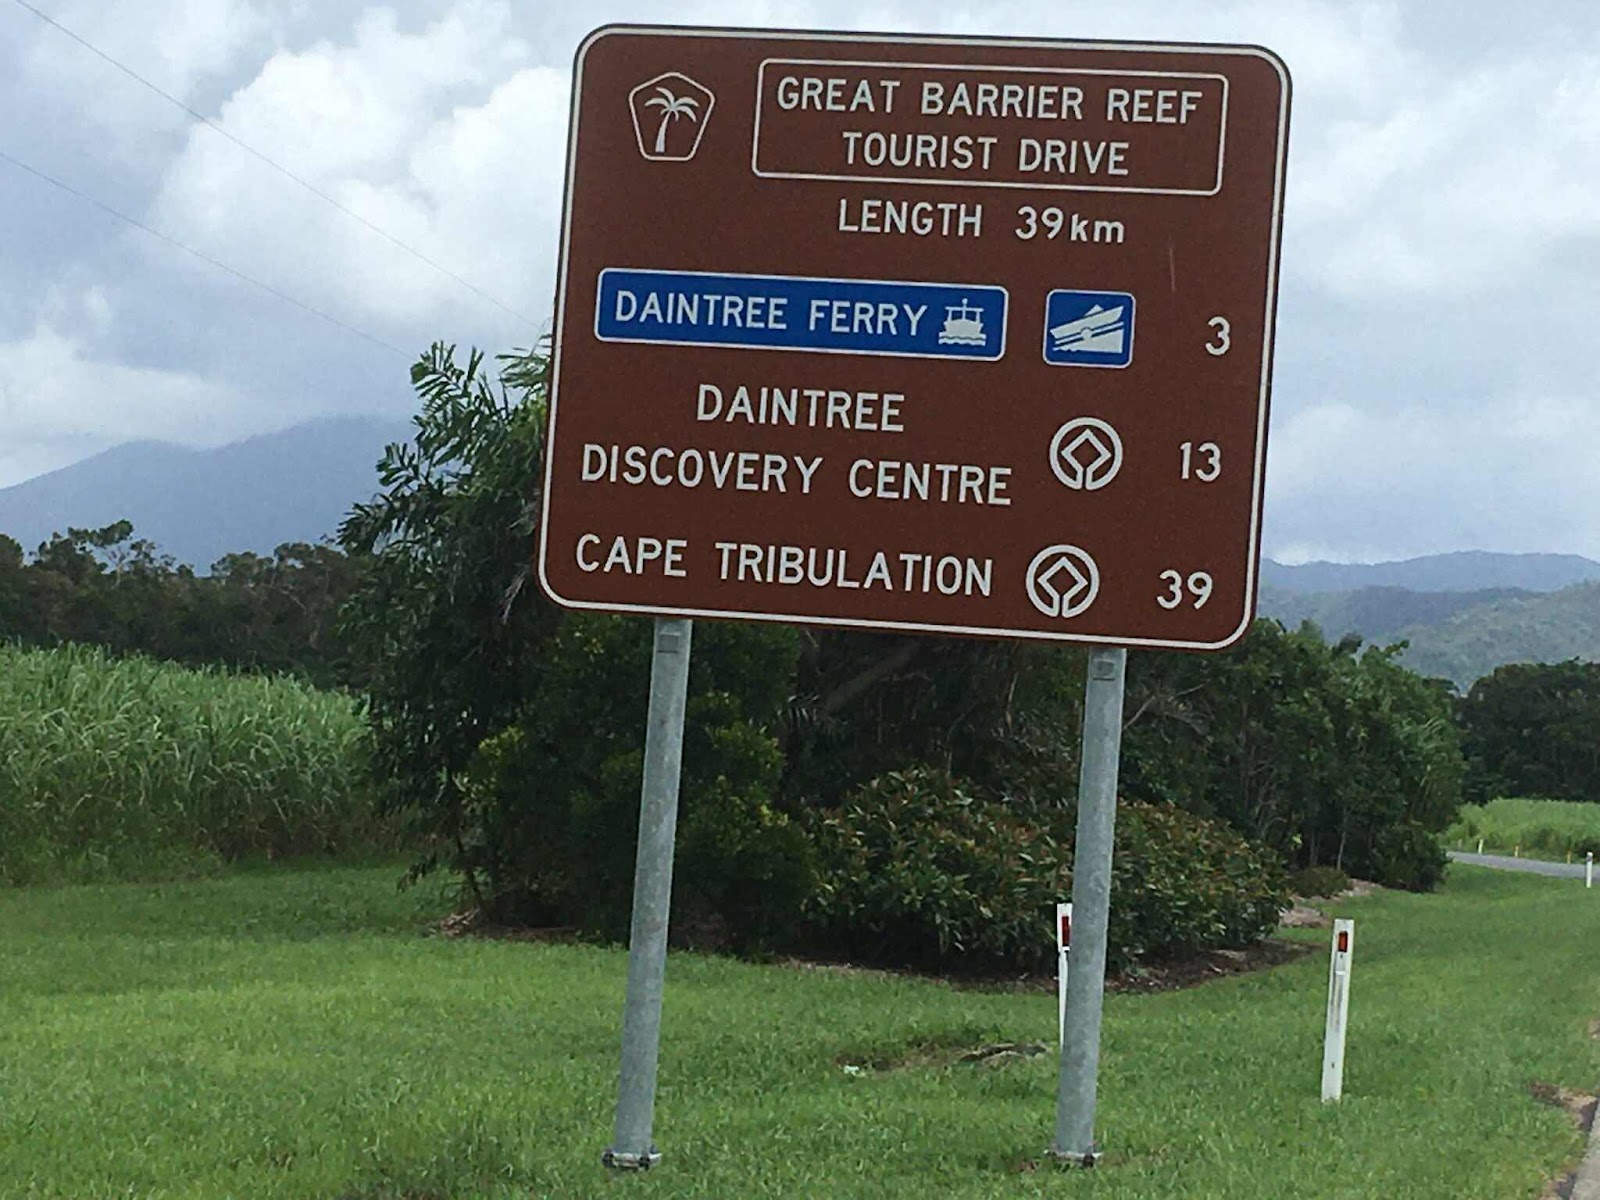 GREAT BARRIER REEF
TOURIST DRIVE
LENGTH 39km
DAINTREE FERRY 3
DAINTREE
DISCOVERY CENTRE 13
CAPE TRIBULATION 39